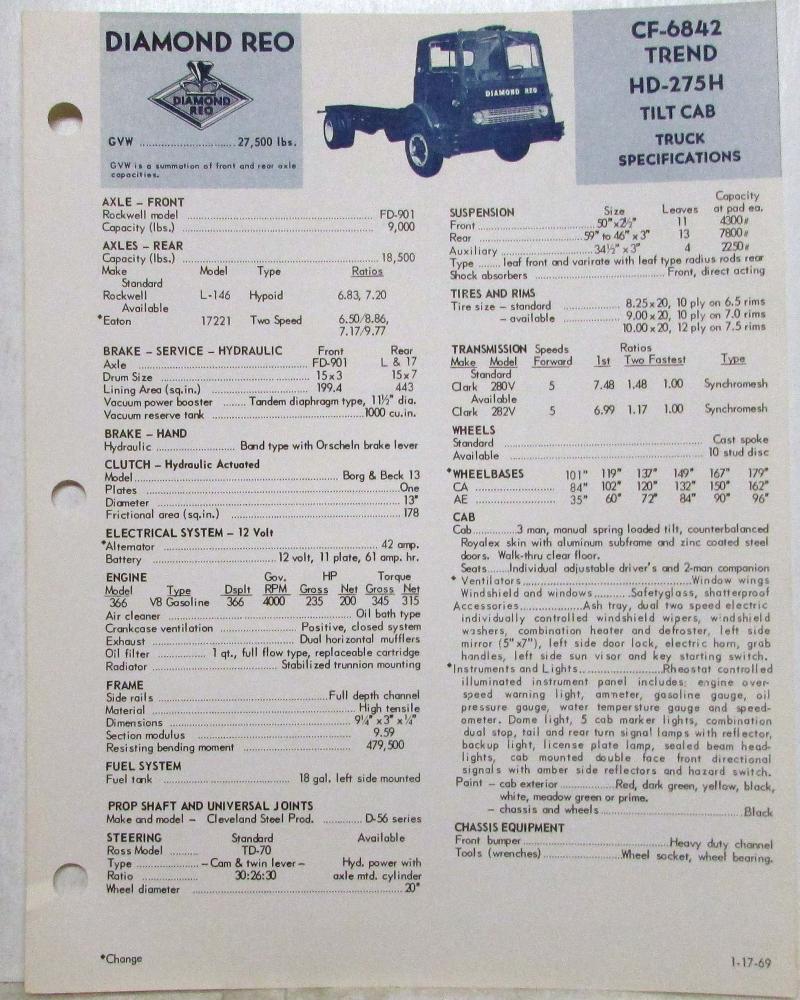 DIAMOND REO
DIAMOND
REO
GVW .......... 27,500 lbs.
GVW is a summation of front and rear axle
capacities.
DIAMOND REO
CF-6842
TREND
HD-275H
TILT CAB
TRUCK
SPECIFICATIONS
AXLE - FRONT
Rockwell model .......... FD-901
Capacity (lbs.) .......... 9,000
AXLES - REAR
Capacity (lbs.) .......... 18,500
Make Model Type Ratios
Standard
Rockwell L-146 Hypoid 6.83, 7.20
Available
*Eaton 17221 Two Speed 6.50/8.86,
7.17/9.77
BRAKE - SERVICE - HYDRAULIC Front Rear
Axle .......... FD-901 L & 17
Drum Size .......... 15x3 15x7
Lining Area (sq.in.) .......... 199.4 443
Vacuum power booster ....... Tandem diaphragm type, 11½" dia.
Vacuum reserve tank .......... 1000 cu.in.
BRAKE - HAND
Hydraulic .......... Band type with Orscheln brake lever
CLUTCH - Hydraulic Actuated
Model .......... Borg & Beck 13
Plates .......... One
Diameter .......... 13"
Frictional area (sq.in.) .......... 178
ELECTRICAL SYSTEM - 12 Volt
*Alternator .......... 42 amp.
Battery .......... 12 volt, 11 plate, 61 amp. hr.
ENGINE Gov. HP Torque
Model Type Dsplt RPM Gross Net Gross Net
366 V8 Gasoline 366 4000 235 200 345 315
Air cleaner .......... Oil bath type
Crankcase ventilation .......... Positive, closed system
Exhaust .......... Dual horizontal mufflers
Oil filter .......... 1 qt., full flow type, replaceable cartridge
Radiator .......... Stabilized trunnion mounting
FRAME
Side rails .......... Full depth channel
Material .......... High tensile
Dimensions .......... 9¼" x 3" x ¼"
Section modulus .......... 9.59
Resisting bending moment .......... 479,500
FUEL SYSTEM
Fuel tank .......... 18 gal. left side mounted
PROP SHAFT AND UNIVERSAL JOINTS
Make and model - Cleveland Steel Prod. .......... D-56 series
STEERING Standard Available
Ross Model ........ TD-70
Type .......... -Cam & twin lever- Hyd. power with
Ratio .......... 30:26:30 axle mtd. cylinder
Wheel diameter .......... 20"
*Change
Capacity
SUSPENSION Size Leaves at pad ea.
Front .......... 50"x2½" 11 4300#
Rear .......... 59" to 46" x 3" 13 7800#
Auxiliary .......... 34½" x 3" 4 2250#
Type ...... leaf front and varirate with leaf type radius rods rear
Shock absorbers .......... Front, direct acting
TIRES AND RIMS
Tire size - standard .......... 8.25x20, 10 ply on 6.5 rims
- available .......... 9.00x20, 10 ply on 7.0 rims
10.00x20, 12 ply on 7.5 rims
TRANSMISSION Speeds Ratios
Make Model Forward 1st Two Fastest Type
Standard
Clark 280V 5 7.48 1.48 1.00 Synchromesh
Available
Clark 282V 5 6.99 1.17 1.00 Synchromesh
WHEELS
Standard .......... Cast spoke
Available .......... 10 stud disc
*WHEELBASES 101" 119" 137" 149" 167" 179"
CA .......... 84" 102" 120" 132" 150" 162"
AE .......... 35" 60" 72" 84" 90" 96"
CAB
Cab .......... 3 man, manual spring loaded tilt, counterbalanced
Royalex skin with aluminum subframe and zinc coated steel
doors. Walk-thru clear floor.
Seats ...... Individual adjustable driver's and 2-man companion
* Ventilators .......... Window wings
Windshield and windows .......... Safetyglass, shatterproof
Accessories .......... Ash tray, dual two speed electric
individually controlled windshield wipers, windshield
washers, combination heater and defroster, left side
mirror (5"x7"), left side door lock, electric horn, grab
handles, left side sun visor and key starting switch.
*Instruments and Lights .......... Rheostat controlled
illuminated instrument panel includes: engine over-
speed warning light, ammeter, gasoline gauge, oil
pressure gauge, water temperature gauge and speed-
ometer. Dome light, 5 cab marker lights, combination
dual stop, tail and rear turn signal lamps with reflector,
backup light, license plate lamp, sealed beam head-
lights, cab mounted double face front directional
signals with amber side reflectors and hazard switch.
Paint - cab exterior .......... Red, dark green, yellow, black,
white, meadow green or prime.
- chassis and wheels .......... Black
CHASSIS EQUIPMENT
Front bumper .......... Heavy duty channel
Tools (wrenches) .......... Wheel socket, wheel bearing.
1-17-69